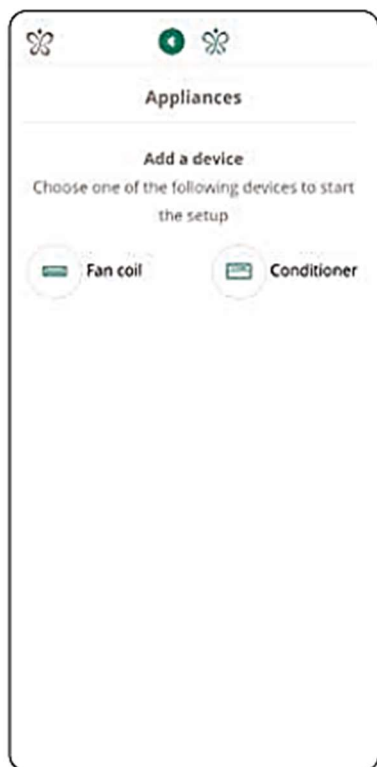 Appliances
Add a device
Choose one of the following devices to start
the setup
Fan coil
Conditioner